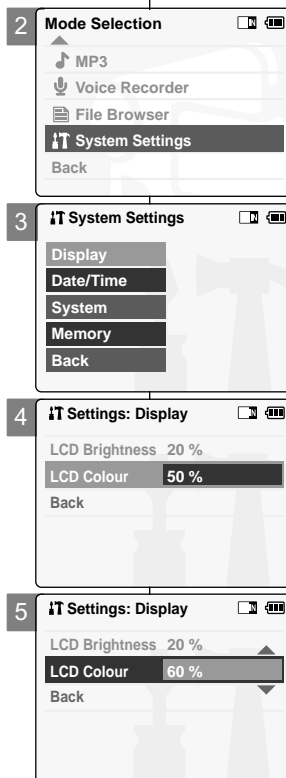 2
Mode Selection
MP3
Voice Recorder
File Browser
System Settings
Back
3
System Settings
Display
Date/Time
System
Memory
Back
4
Settings: Display
LCD Brightness 20 %
LCD Colour 50 %
Back
5
Settings: Display
LCD Brightness 20 %
LCD Colour 60 %
Back